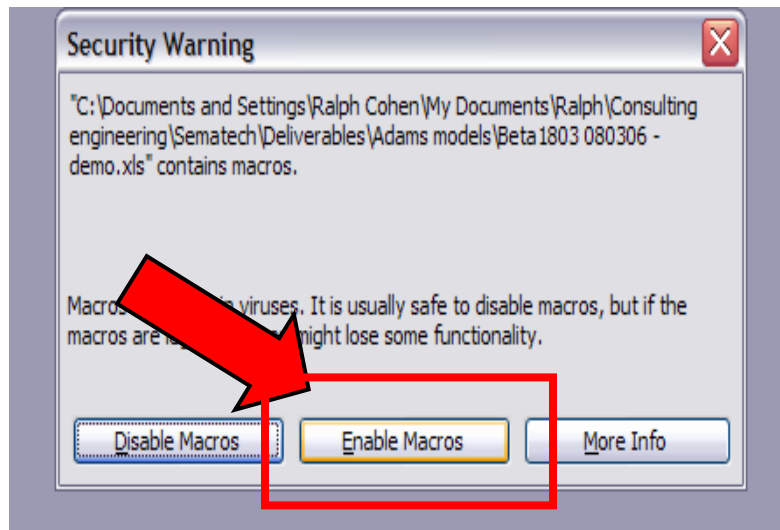 Security Warning
"C:\Documents and Settings\Ralph Cohen\My Documents\Ralph\Consulting
engineering\Sematech\Deliverables\Adams models\Beta1803 080306 -
demo.xls" contains macros.
Macros viruses. It is usually safe to disable macros, but if the
macros are might lose some functionality.
Disable Macros
Enable Macros
More Info